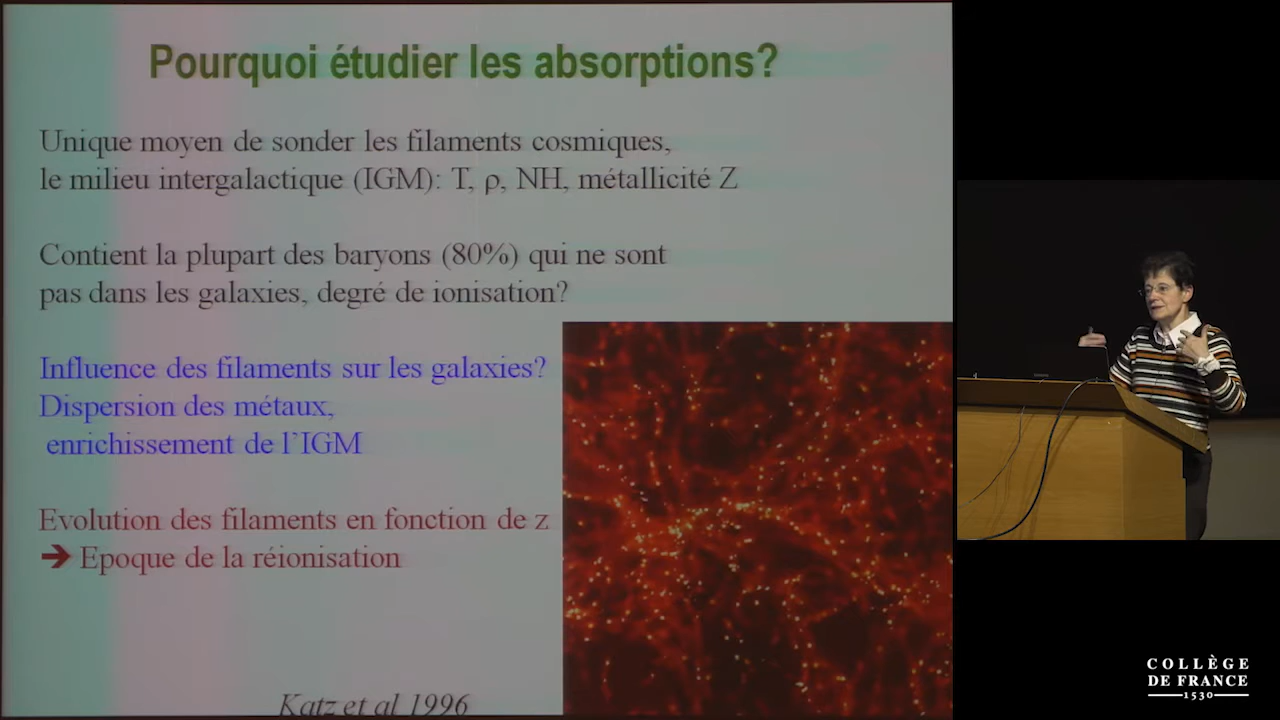 Pourquoi étudier les absorptions?
Unique moyen de sonder les filaments cosmiques,
le milieu intergalactique (IGM): T, ρ, NH, métallicité Z
Contient la plupart des baryons (80%) qui ne sont
pas dans les galaxies, degré de ionisation?
Influence des filaments sur les galaxies?
Dispersion des métaux,
enrichissement de l'IGM
Evolution des filaments en fonction de z
➔ Epoque de la réionisation
Katz et al 1996
COLLÈGE
DE FRANCE
1530